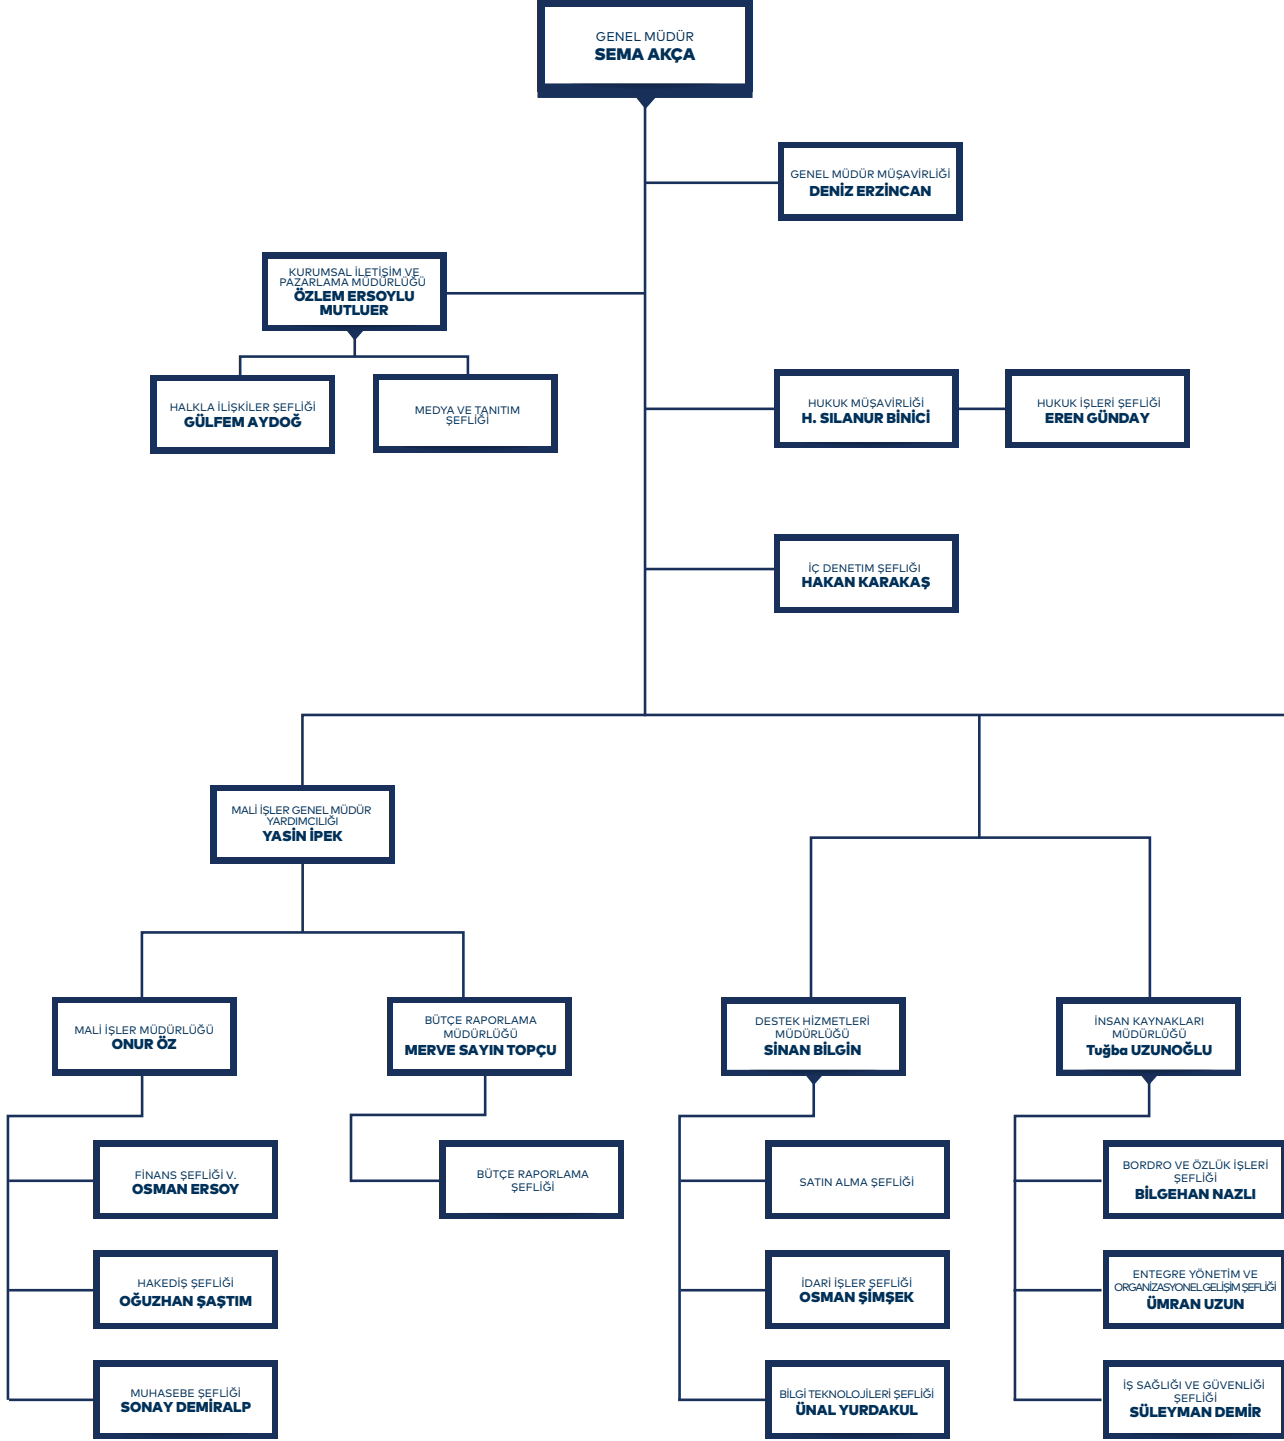 GENEL MÜDÜR
SEMA AKÇA
GENEL MÜDÜR MÜŞAVİRLİĞİ
DENİZ ERZİNCAN
KURUMSAL İLETİŞİM VE
PAZARLAMA MÜDÜRLÜĞÜ
ÖZLEM ERSOYLU
MUTLUER
HALKLA İLİŞKİLER ŞEFLİĞİ
GÜLFEM AYDOĞ
MEDYA VE TANITIM
ŞEFLİĞİ
HUKUK MÜŞAVİRLİĞİ
H. SILANUR BİNİCİ
HUKUK İŞLERİ ŞEFLİĞİ
EREN GÜNDAY
İÇ DENETIM ŞEFLIĞI
HAKAN KARAKAŞ
MALİ İŞLER GENEL MÜDÜR
YARDIMCILIĞI
YASİN İPEK
MALİ İŞLER MÜDÜRLÜĞÜ
ONUR ÖZ
BÜTÇE RAPORLAMA
MÜDÜRLÜĞÜ
MERVE SAYIN TOPÇU
DESTEK HİZMETLERİ
MÜDÜRLÜĞÜ
SİNAN BİLGİN
İNSAN KAYNAKLARI
MÜDÜRLÜĞÜ
Tuğba UZUNOĞLU
FİNANS ŞEFLİĞİ V.
OSMAN ERSOY
BÜTÇE RAPORLAMA
ŞEFLİĞİ
SATIN ALMA ŞEFLİĞİ
BORDRO VE ÖZLÜK İŞLERİ
ŞEFLİĞİ
BİLGEHAN NAZLI
HAKEDİŞ ŞEFLİĞİ
OĞUZHAN ŞAŞTIM
İDARİ İŞLER ŞEFLİĞİ
OSMAN ŞİMŞEK
ENTEGRE YÖNETİM VE
ORGANİZASYONEL GELİŞİM ŞEFLİĞİ
ÜMRAN UZUN
MUHASEBE ŞEFLİĞİ
SONAY DEMİRALP
BİLGİ TEKNOLOJİLERİ ŞEFLİĞİ
ÜNAL YURDAKUL
İŞ SAĞLIĞI VE GÜVENLİĞİ
ŞEFLİĞİ
SÜLEYMAN DEMİR